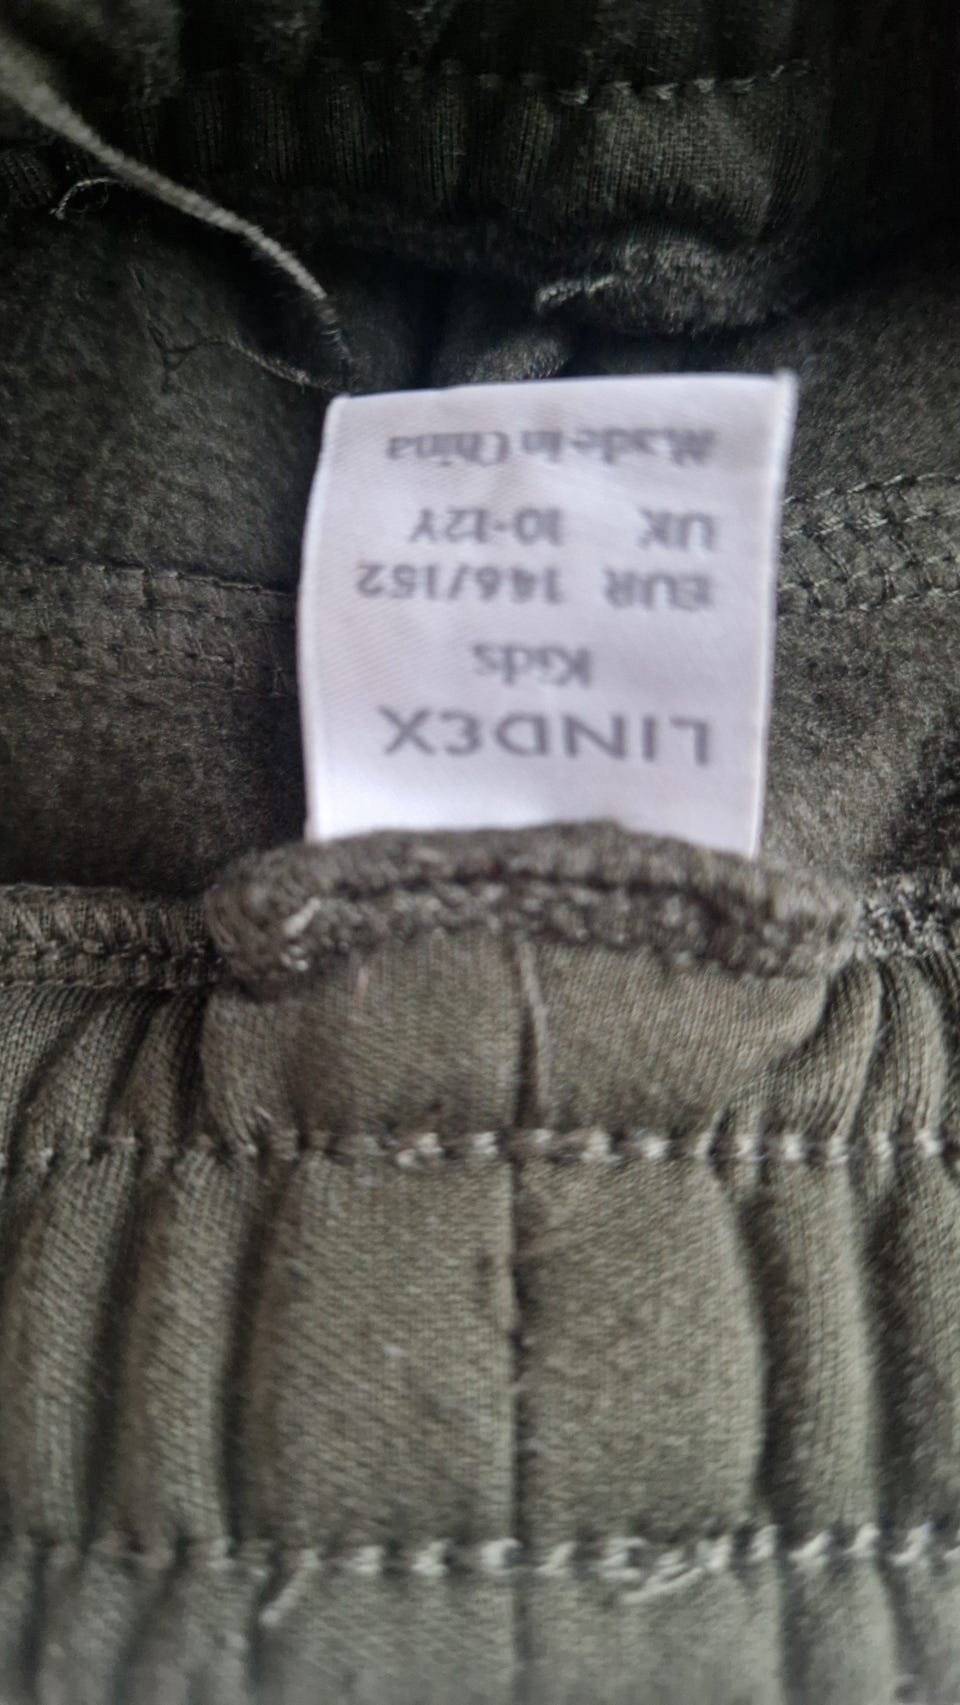 LINDEX
Kids
EUR 146/152
UK 10-12Y
Made in China